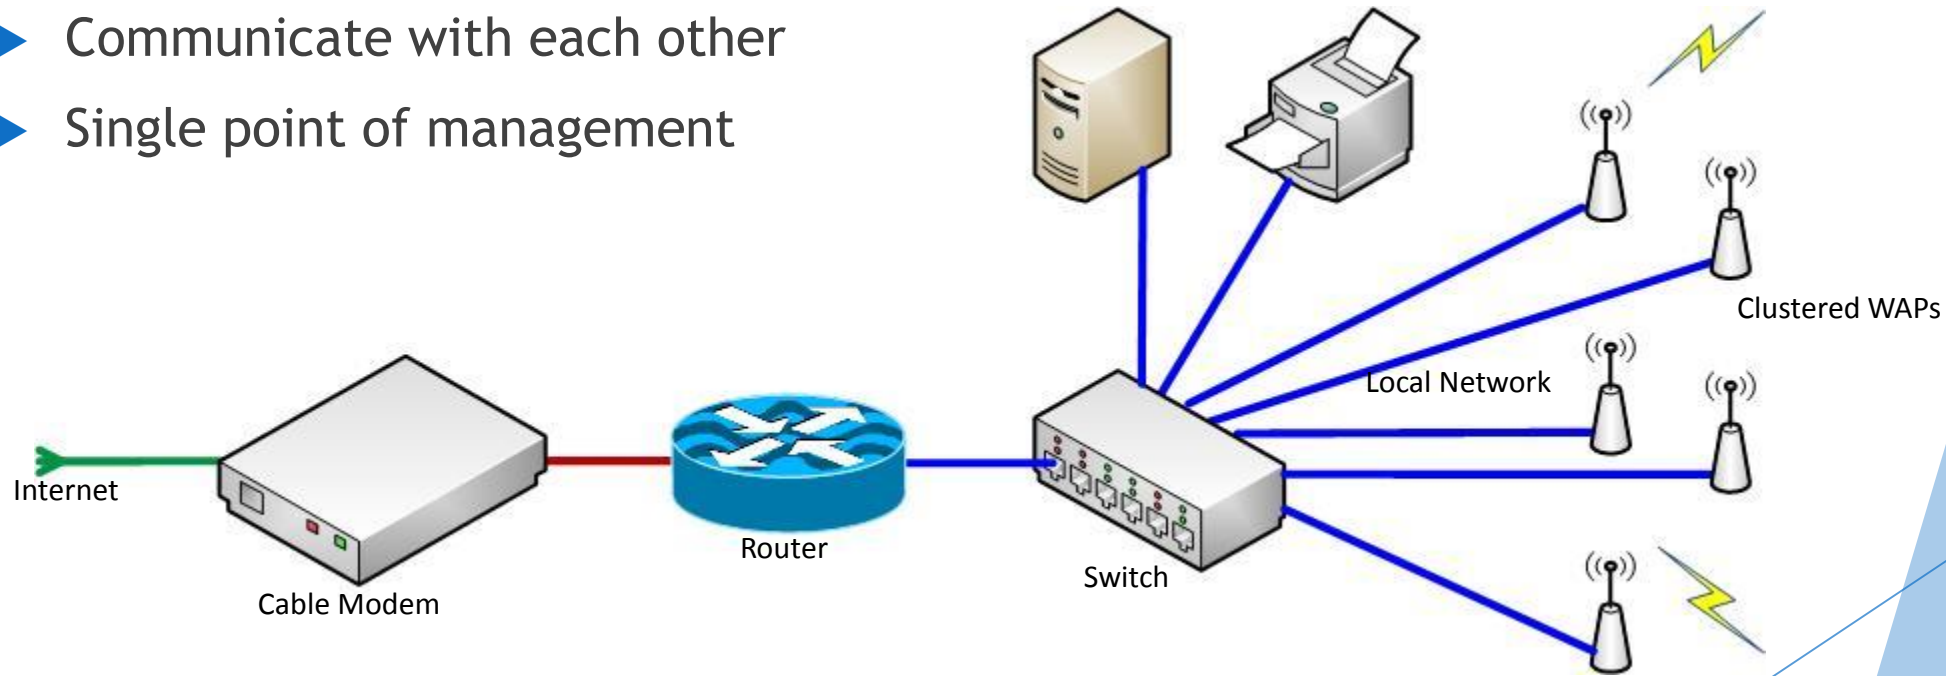 Communicate with each other
Single point of management
Clustered WAPs
Local Network
Internet
Router
Switch
Cable Modem